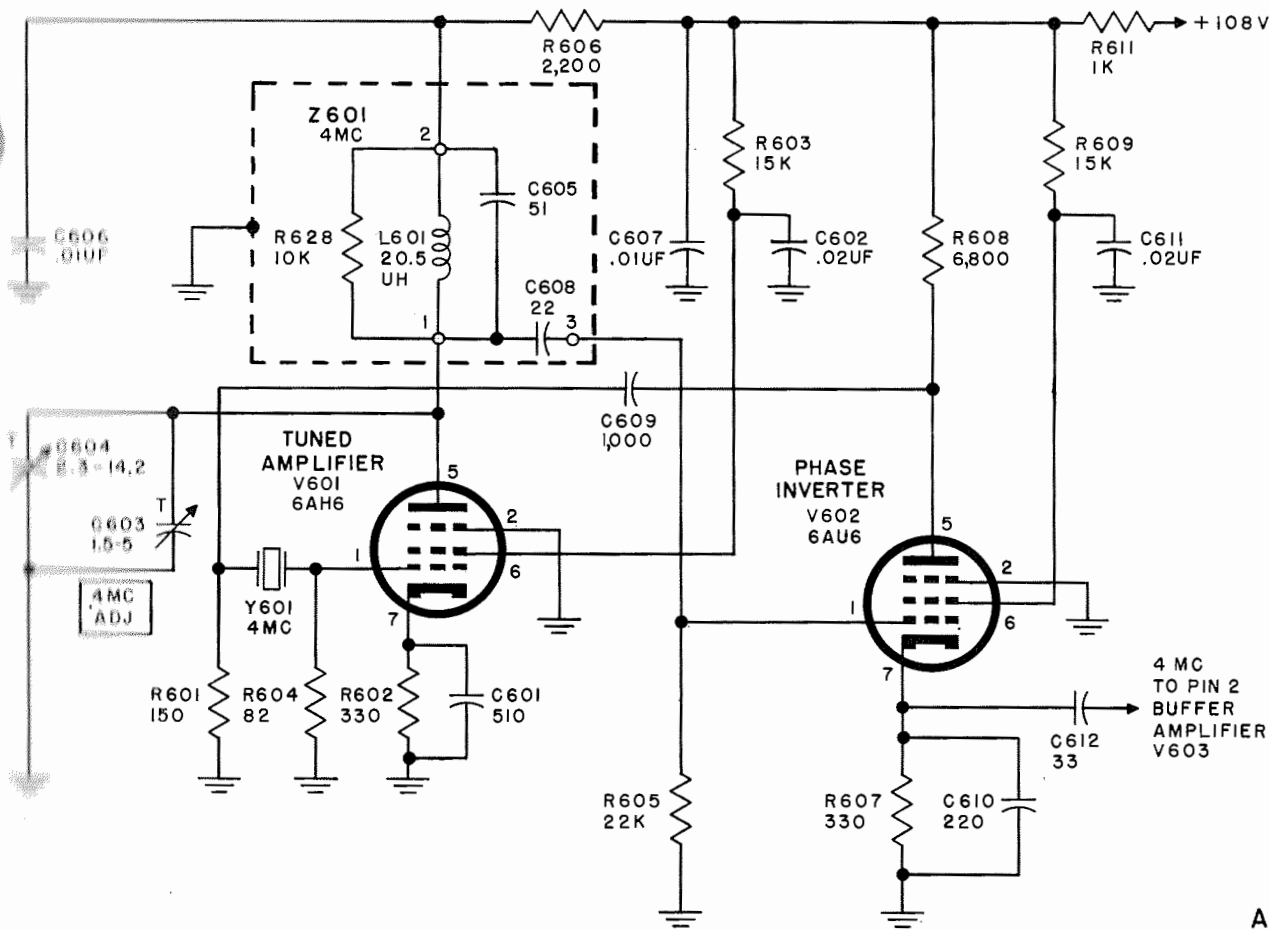 +108V
R606
2,200
R611
1K
Z601
4MC
2
R603
15K
R609
15K
C605
51
C606
.01UF
R628
10K
L601
20.5
UH
C607
.01UF
C602
.02UF
R608
6,800
C611
.02UF
C608
22
1
3
C609
1,000
T
C604
TUNED
AMPLIFIER
V601
6AH6
5
PHASE
INVERTER
V602
6AU6
T
C603
1.5-5
2
1
6
5
2
4MC
ADJ
Y601
4MC
7
1
6
7
R601
150
R604
82
R602
330
C601
510
4 MC
TO PIN 2
BUFFER
AMPLIFIER
V603
C612
33
R605
22K
R607
330
C610
220
A